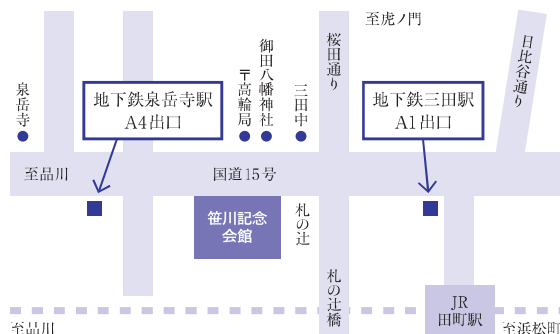 至虎ノ門
桜田通り
日比谷通り
泉岳寺
地下鉄泉岳寺駅
A4出口
〒高輪局
御田八幡神社
三田中
地下鉄三田駅
A1出口
至品川
国道15号
笹川記念
会館
札の辻
札の辻橋
JR
田町駅
至品川
至浜松町